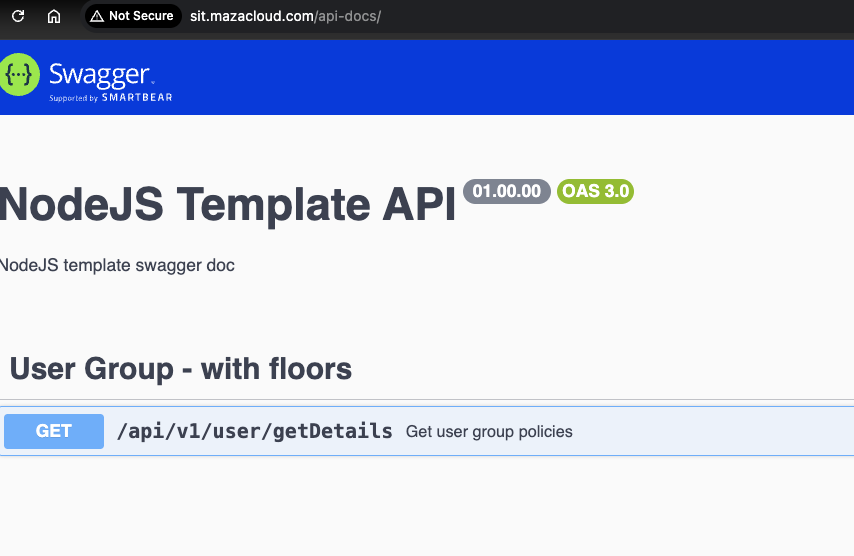 Not Secure sit.mazacloud.com/api-docs/
{...} Swagger.
Supported by SMARTBEAR
NodeJS Template API 01.00.00 OAS 3.0
NodeJS template swagger doc
User Group - with floors
GET /api/v1/user/getDetails Get user group policies